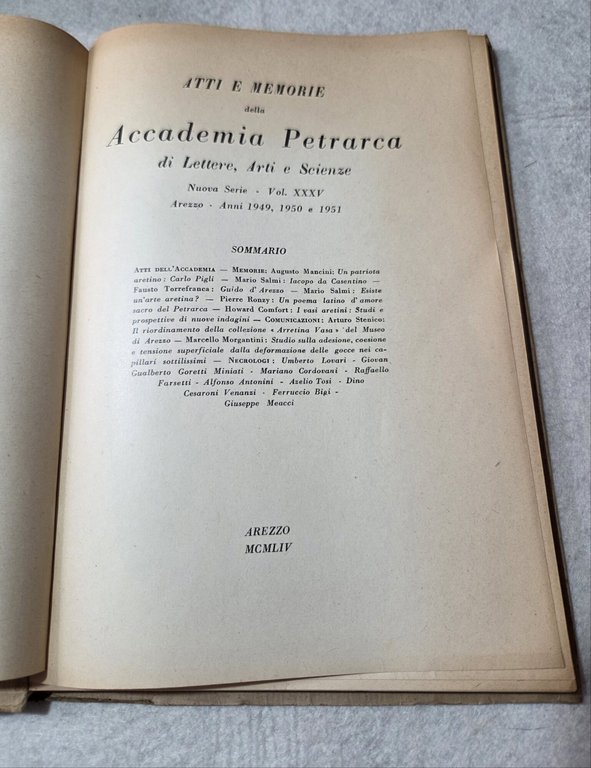 ATTI E MEMORIE
della
Accademia Petrarca
di Lettere, Arti e Scienze
Nuova Serie - Vol. XXXV
Arezzo - Anni 1949, 1950 e 1951
SOMMARIO
ATTI DELL'ACCADEMIA — MEMORIE: Augusto Mancini: Un patriota
aretino: Carlo Pigli — Mario Salmi: Iacopo da Casentino —
Fausto Torrefranca: Guido d'Arezzo — Mario Salmi: Esiste
un'arte aretina? — Pierre Ronzy: Un poema latino d'amore
sacro del Petrarca — Howard Comfort: I vasi aretini: Studi e
prospettive di nuove indagini — COMUNICAZIONI: Arturo Stenico:
Il riordinamento della collezione « Arretina Vasa » del Museo
di Arezzo — Marcello Morgantini: Studio sulla adesione, coesione
e tensione superficiale dalla deformazione delle gocce nei ca-
pillari sottilissimi — NECROLOGI: Umberto Lovari - Giovan
Gualberto Goretti Miniati - Mariano Cordovani - Raffaello
Farsetti - Alfonso Antonini - Azelio Tosi - Dino
Cesaroni Venanzi - Ferruccio Bigi -
Giuseppe Meacci
AREZZO
MCMLIV